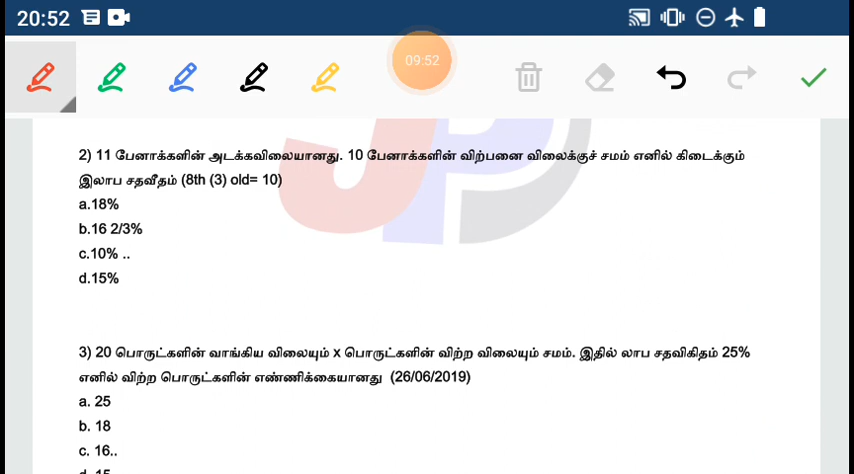 20:52
09:52
2) 11 பேனாக்களின் அடக்கவிலையானது. 10 பேனாக்களின் விற்பனை விலைக்குச் சமம் எனில் கிடைக்கும்
இலாப சதவீதம் (8th (3) old= 10)
a.18%
b.16 2/3%
c.10% ..
d.15%
3) 20 பொருட்களின் வாங்கிய விலையும் x பொருட்களின் விற்ற விலையும் சமம். இதில் லாப சதவிகிதம் 25%
எனில் விற்ற பொருட்களின் எண்ணிக்கையானது (26/06/2019)
a. 25
b. 18
c. 16..
d. 15